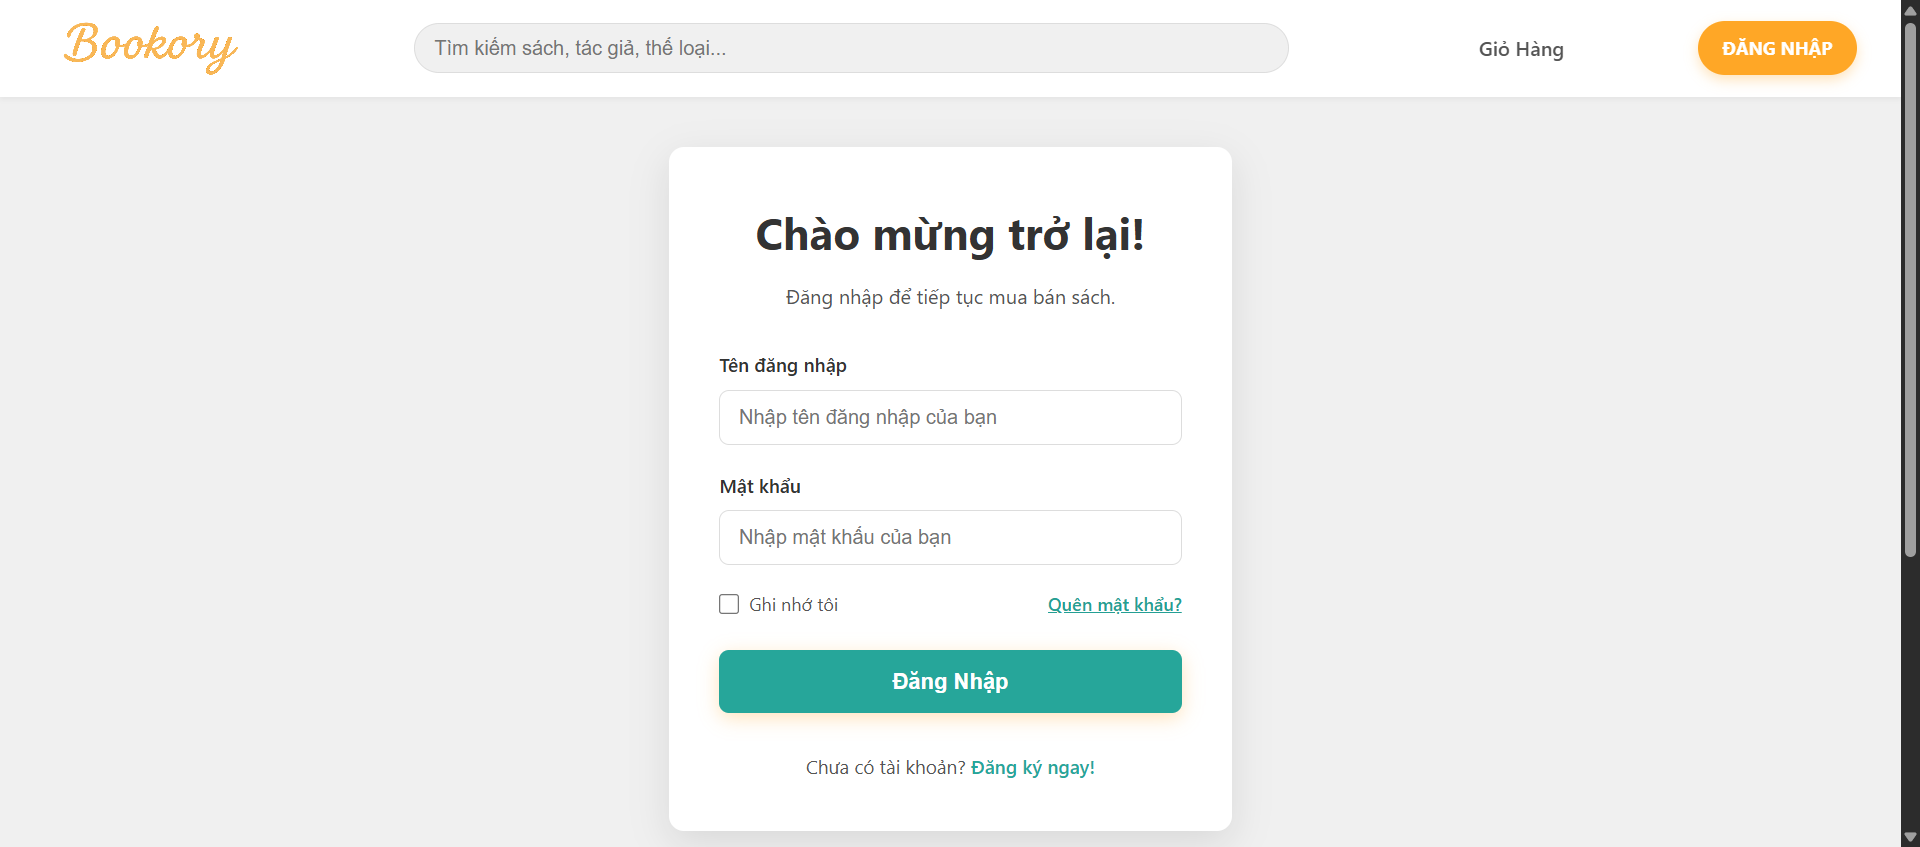 Bookory
Tìm kiếm sách, tác giả, thể loại...
Giỏ Hàng
ĐĂNG NHẬP
Chào mừng trở lại!
Đăng nhập để tiếp tục mua bán sách.
Tên đăng nhập
Nhập tên đăng nhập của bạn
Mật khẩu
Nhập mật khẩu của bạn
Ghi nhớ tôi
Quên mật khẩu?
Đăng Nhập
Chưa có tài khoản? Đăng ký ngay!